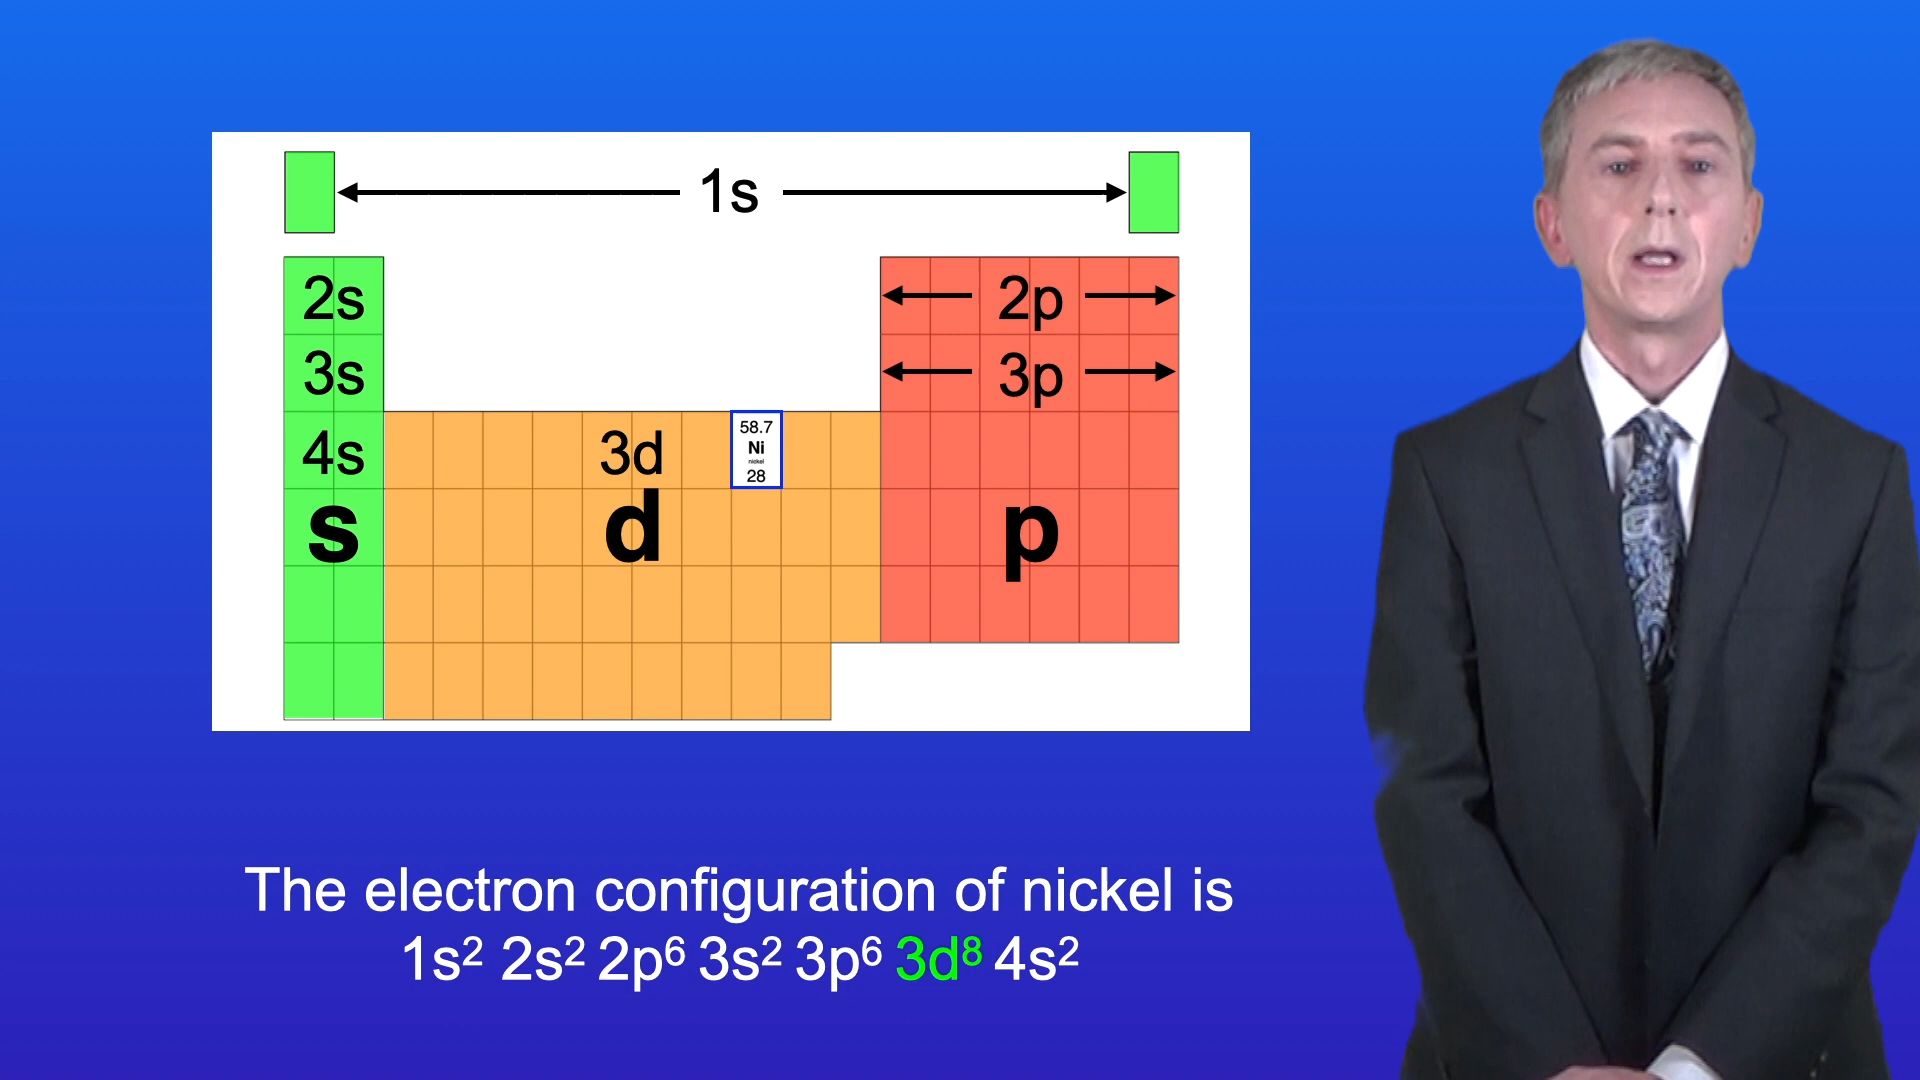 1s
2s
2p
3s
3p
4s
3d
58.7
Ni
nickel
28
s
d
p
The electron configuration of nickel is
1s² 2s² 2p⁶ 3s² 3p⁶ 3d⁸ 4s²